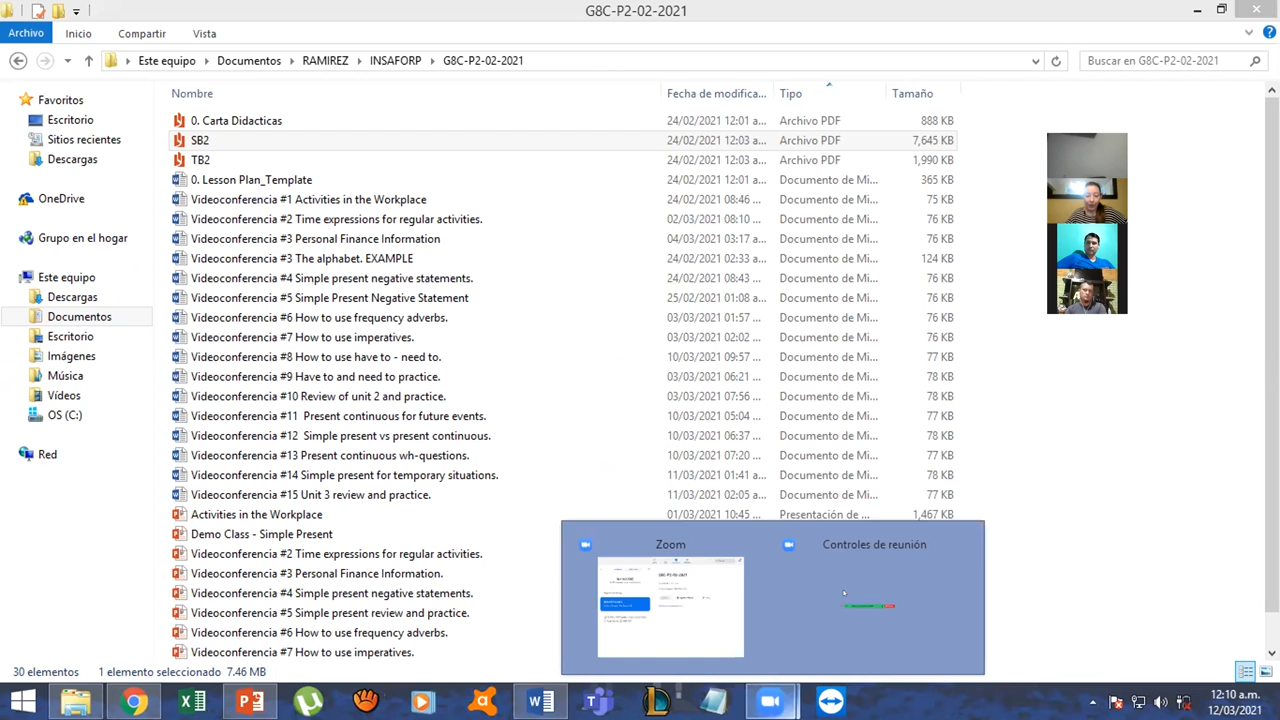 G8C-P2-02-2021
Archivo Inicio Compartir Vista
Este equipo Documentos RAMIREZ INSAFORP G8C-P2-02-2021 Buscar en G8C-P2-02-2021
Nombre Fecha de modifica... Tipo Tamaño
Favoritos
Escritorio
Sitios recientes
Descargas
OneDrive
Grupo en el hogar
Este equipo
Descargas
Documentos
Escritorio
Imágenes
Música
Vídeos
OS (C:)
Red
0. Carta Didacticas 24/02/2021 12:01 a... Archivo PDF 888 KB
SB2 24/02/2021 12:03 a... Archivo PDF 7,645 KB
TB2 24/02/2021 12:03 a... Archivo PDF 1,990 KB
0. Lesson Plan_Template 24/02/2021 12:01 a... Documento de Mi... 365 KB
Videoconferencia #1 Activities in the Workplace 24/02/2021 08:46 ... Documento de Mi... 75 KB
Videoconferencia #2 Time expressions for regular activities. 02/03/2021 08:10 ... Documento de Mi... 76 KB
Videoconferencia #3 Personal Finance Information 04/03/2021 03:17 a... Documento de Mi... 76 KB
Videoconferencia #3 The alphabet. EXAMPLE 24/02/2021 02:33 a... Documento de Mi... 124 KB
Videoconferencia #4 Simple present negative statements. 24/02/2021 08:43 ... Documento de Mi... 76 KB
Videoconferencia #5 Simple Present Negative Statement 25/02/2021 01:08 a... Documento de Mi... 76 KB
Videoconferencia #6 How to use frequency adverbs. 03/03/2021 01:57 ... Documento de Mi... 76 KB
Videoconferencia #7 How to use imperatives. 03/03/2021 02:02 ... Documento de Mi... 76 KB
Videoconferencia #8 How to use have to - need to. 10/03/2021 09:57 ... Documento de Mi... 77 KB
Videoconferencia #9 Have to and need to practice. 03/03/2021 06:21 ... Documento de Mi... 78 KB
Videoconferencia #10 Review of unit 2 and practice. 03/03/2021 07:56 ... Documento de Mi... 78 KB
Videoconferencia #11 Present continuous for future events. 10/03/2021 05:04 ... Documento de Mi... 77 KB
Videoconferencia #12 Simple present vs present continuous. 10/03/2021 06:37 ... Documento de Mi... 78 KB
Videoconferencia #13 Present continuous wh-questions. 10/03/2021 07:20 ... Documento de Mi... 77 KB
Videoconferencia #14 Simple present for temporary situations. 11/03/2021 01:41 a... Documento de Mi... 78 KB
Videoconferencia #15 Unit 3 review and practice. 11/03/2021 02:05 a... Documento de Mi... 77 KB
Activities in the Workplace 01/03/2021 10:45 ... Presentación de ... 1,467 KB
Demo Class - Simple Present
#2 Time expressions for regular activities.
Videoconferencia #2 Time expressions for regular activities.
Videoconferencia #3 Personal Finance Information.
Videoconferencia #4 Simple present negative statements.
Videoconferencia #5 Simple present review and practice.
Videoconferencia #6 How to use frequency adverbs.
Videoconferencia #7 How to use imperatives.
Zoom Controles de reunión
30 elementos 1 elemento seleccionado 7.46 MB
12:10 a.m.
12/03/2021